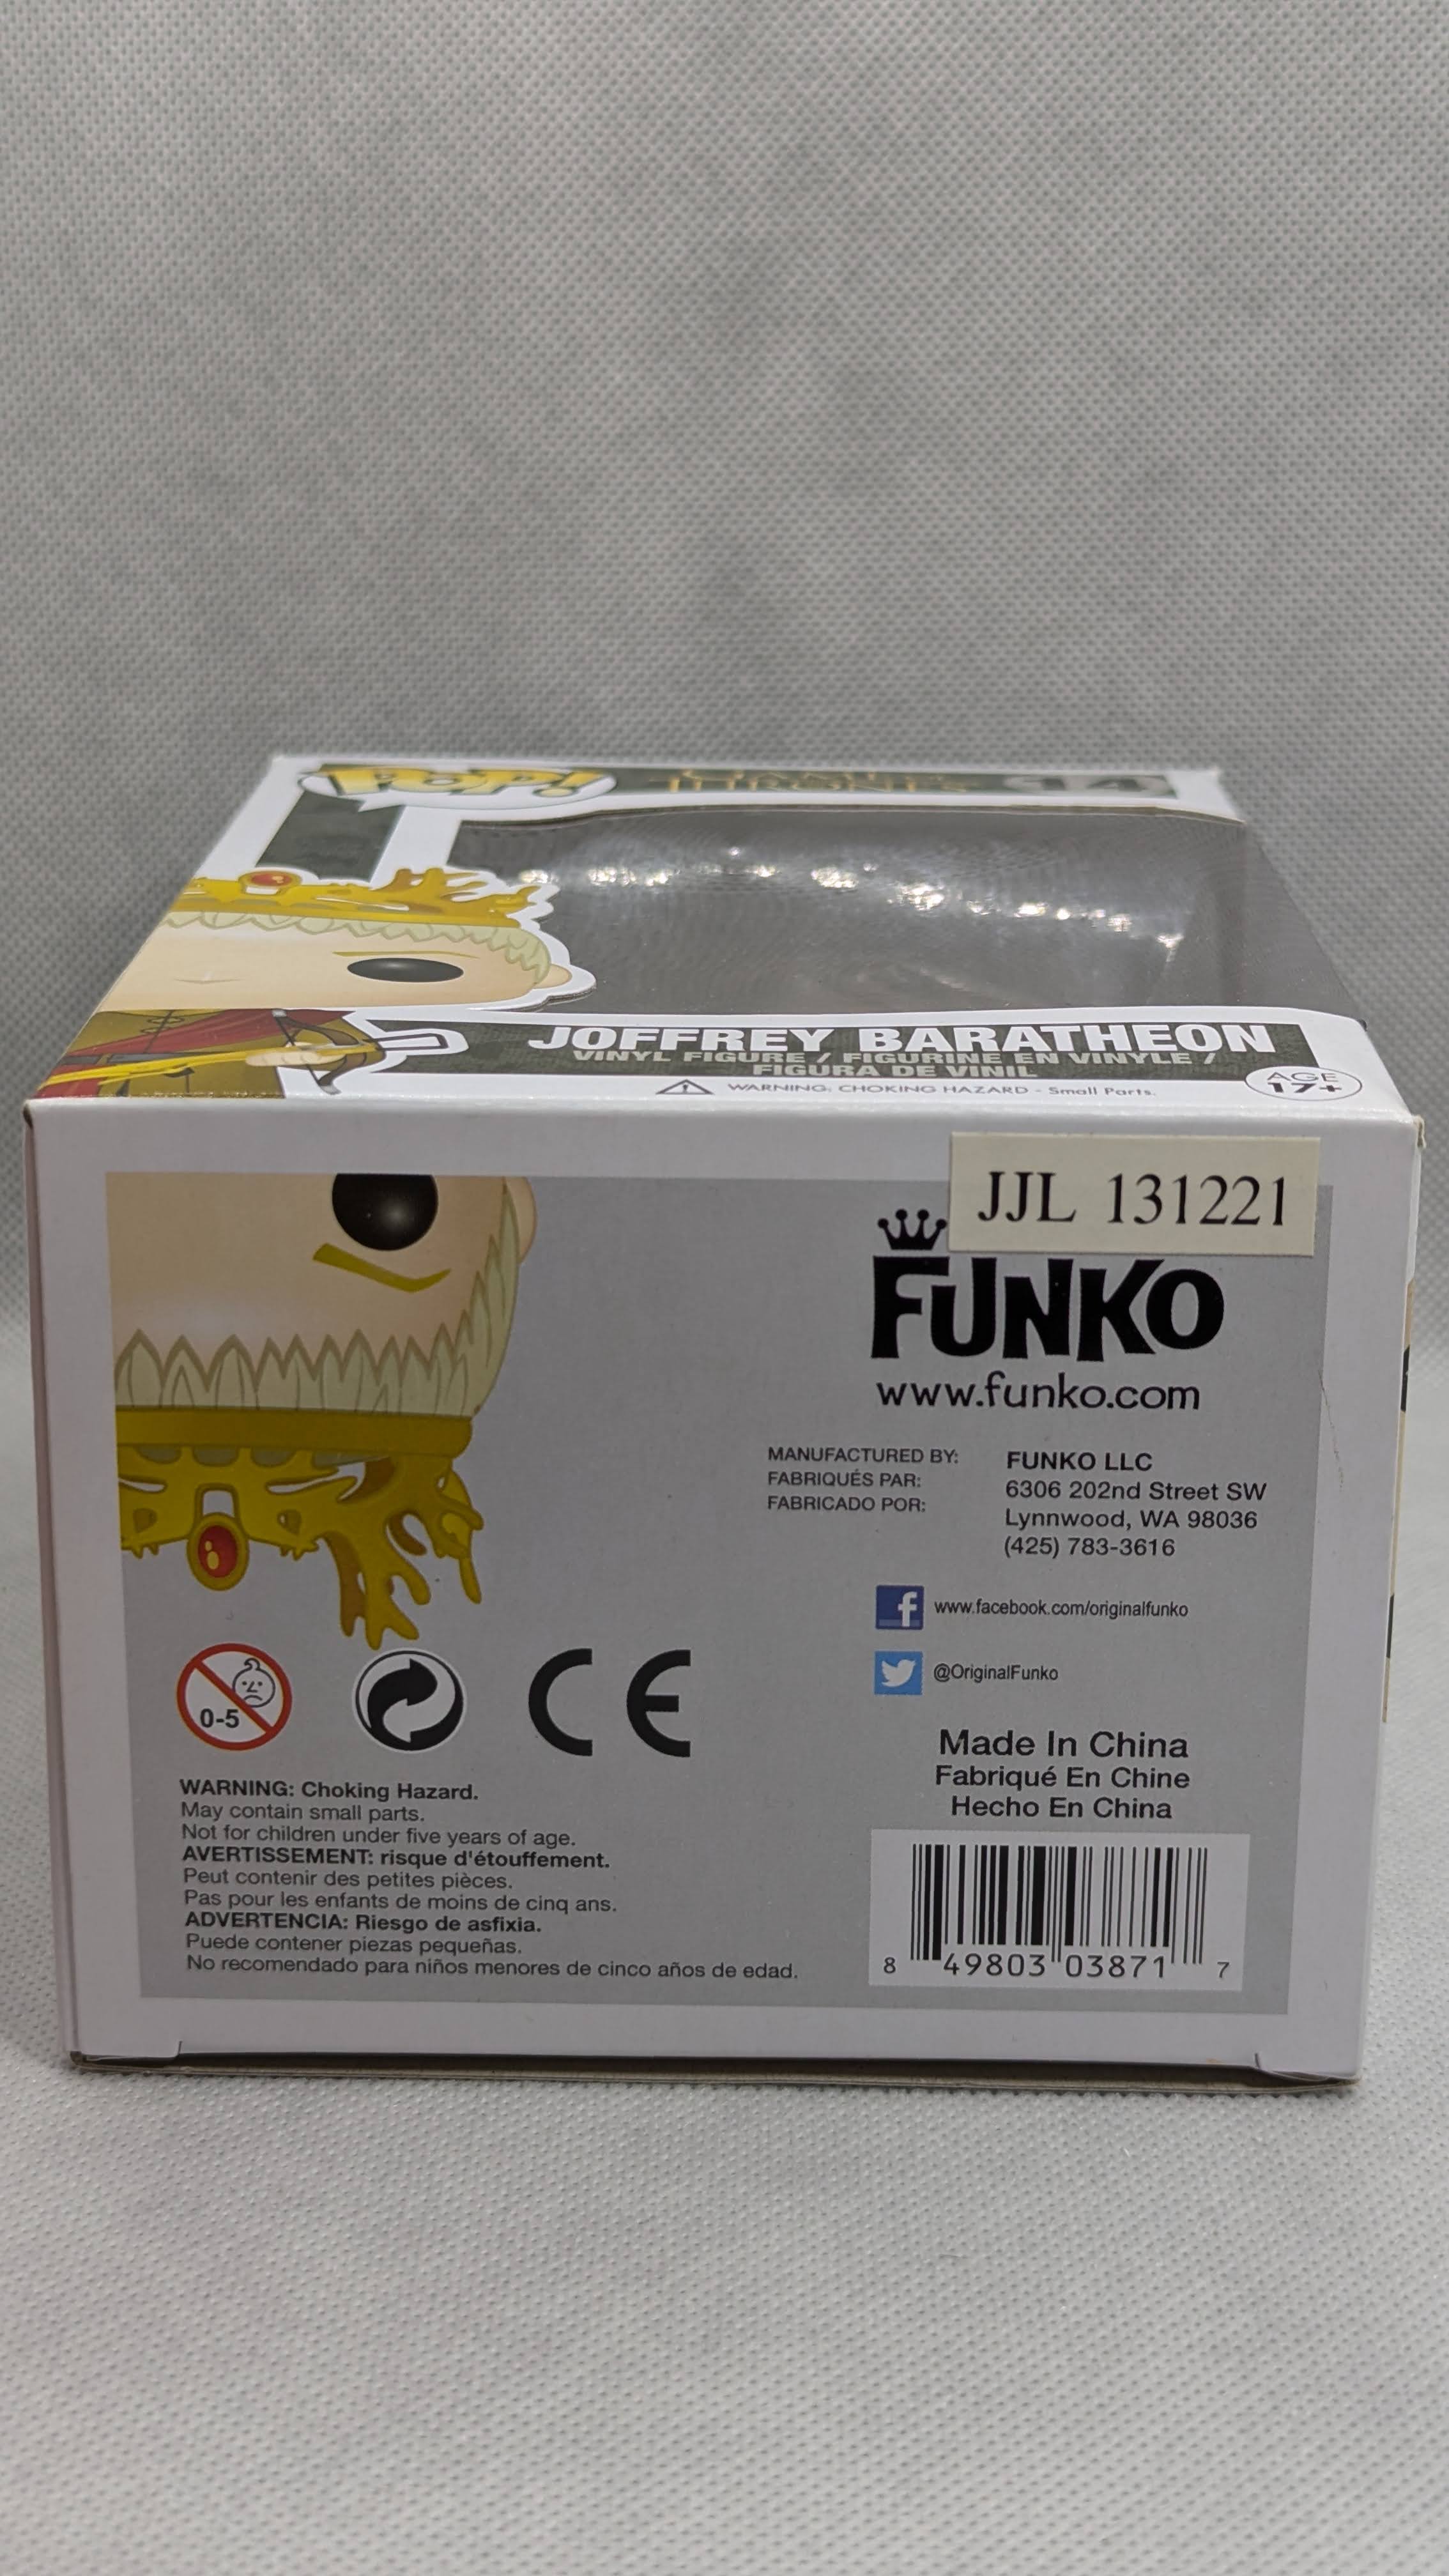 POP!
GAME OF
THRONES
14
JOFFREY BARATHEON
VINYL FIGURE / FIGURINE EN VINYLE /
FIGURA DE VINIL
WARNING: CHOKING HAZARD - Small Parts.
AGE
17+
JJL 131221
FUNKO
www.funko.com
MANUFACTURED BY:
FABRIQUÉS PAR:
FABRICADO POR:
FUNKO LLC
6306 202nd Street SW
Lynnwood, WA 98036
(425) 783-3616
f
www.facebook.com/originalfunko
@OriginalFunko
0-5
CE
Made In China
Fabriqué En Chine
Hecho En China
WARNING: Choking Hazard.
May contain small parts.
Not for children under five years of age.
AVERTISSEMENT: risque d'étouffement.
Peut contenir des petites pièces.
Pas pour les enfants de moins de cinq ans.
ADVERTENCIA: Riesgo de asfixia.
Puede contener piezas pequeñas.
No recomendado para niños menores de cinco años de edad.
8 49803 03871 7